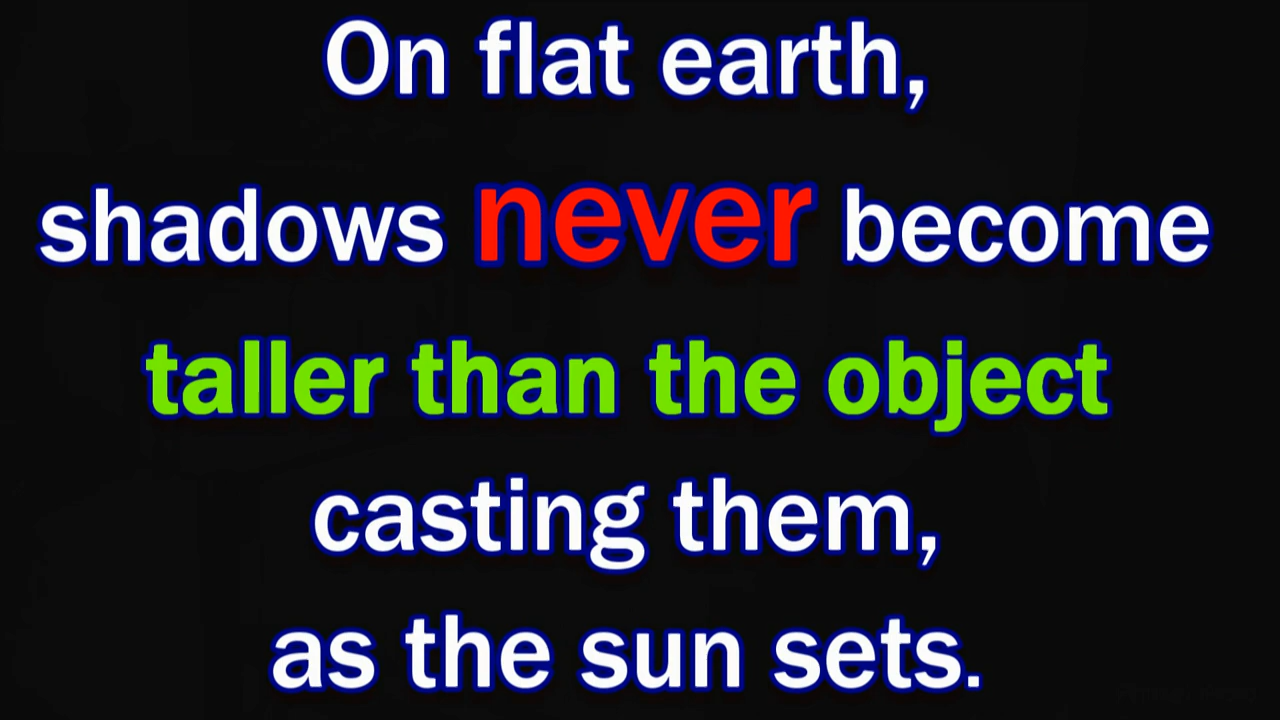 On flat earth,
shadows never become
taller than the object
casting them,
as the sun sets.